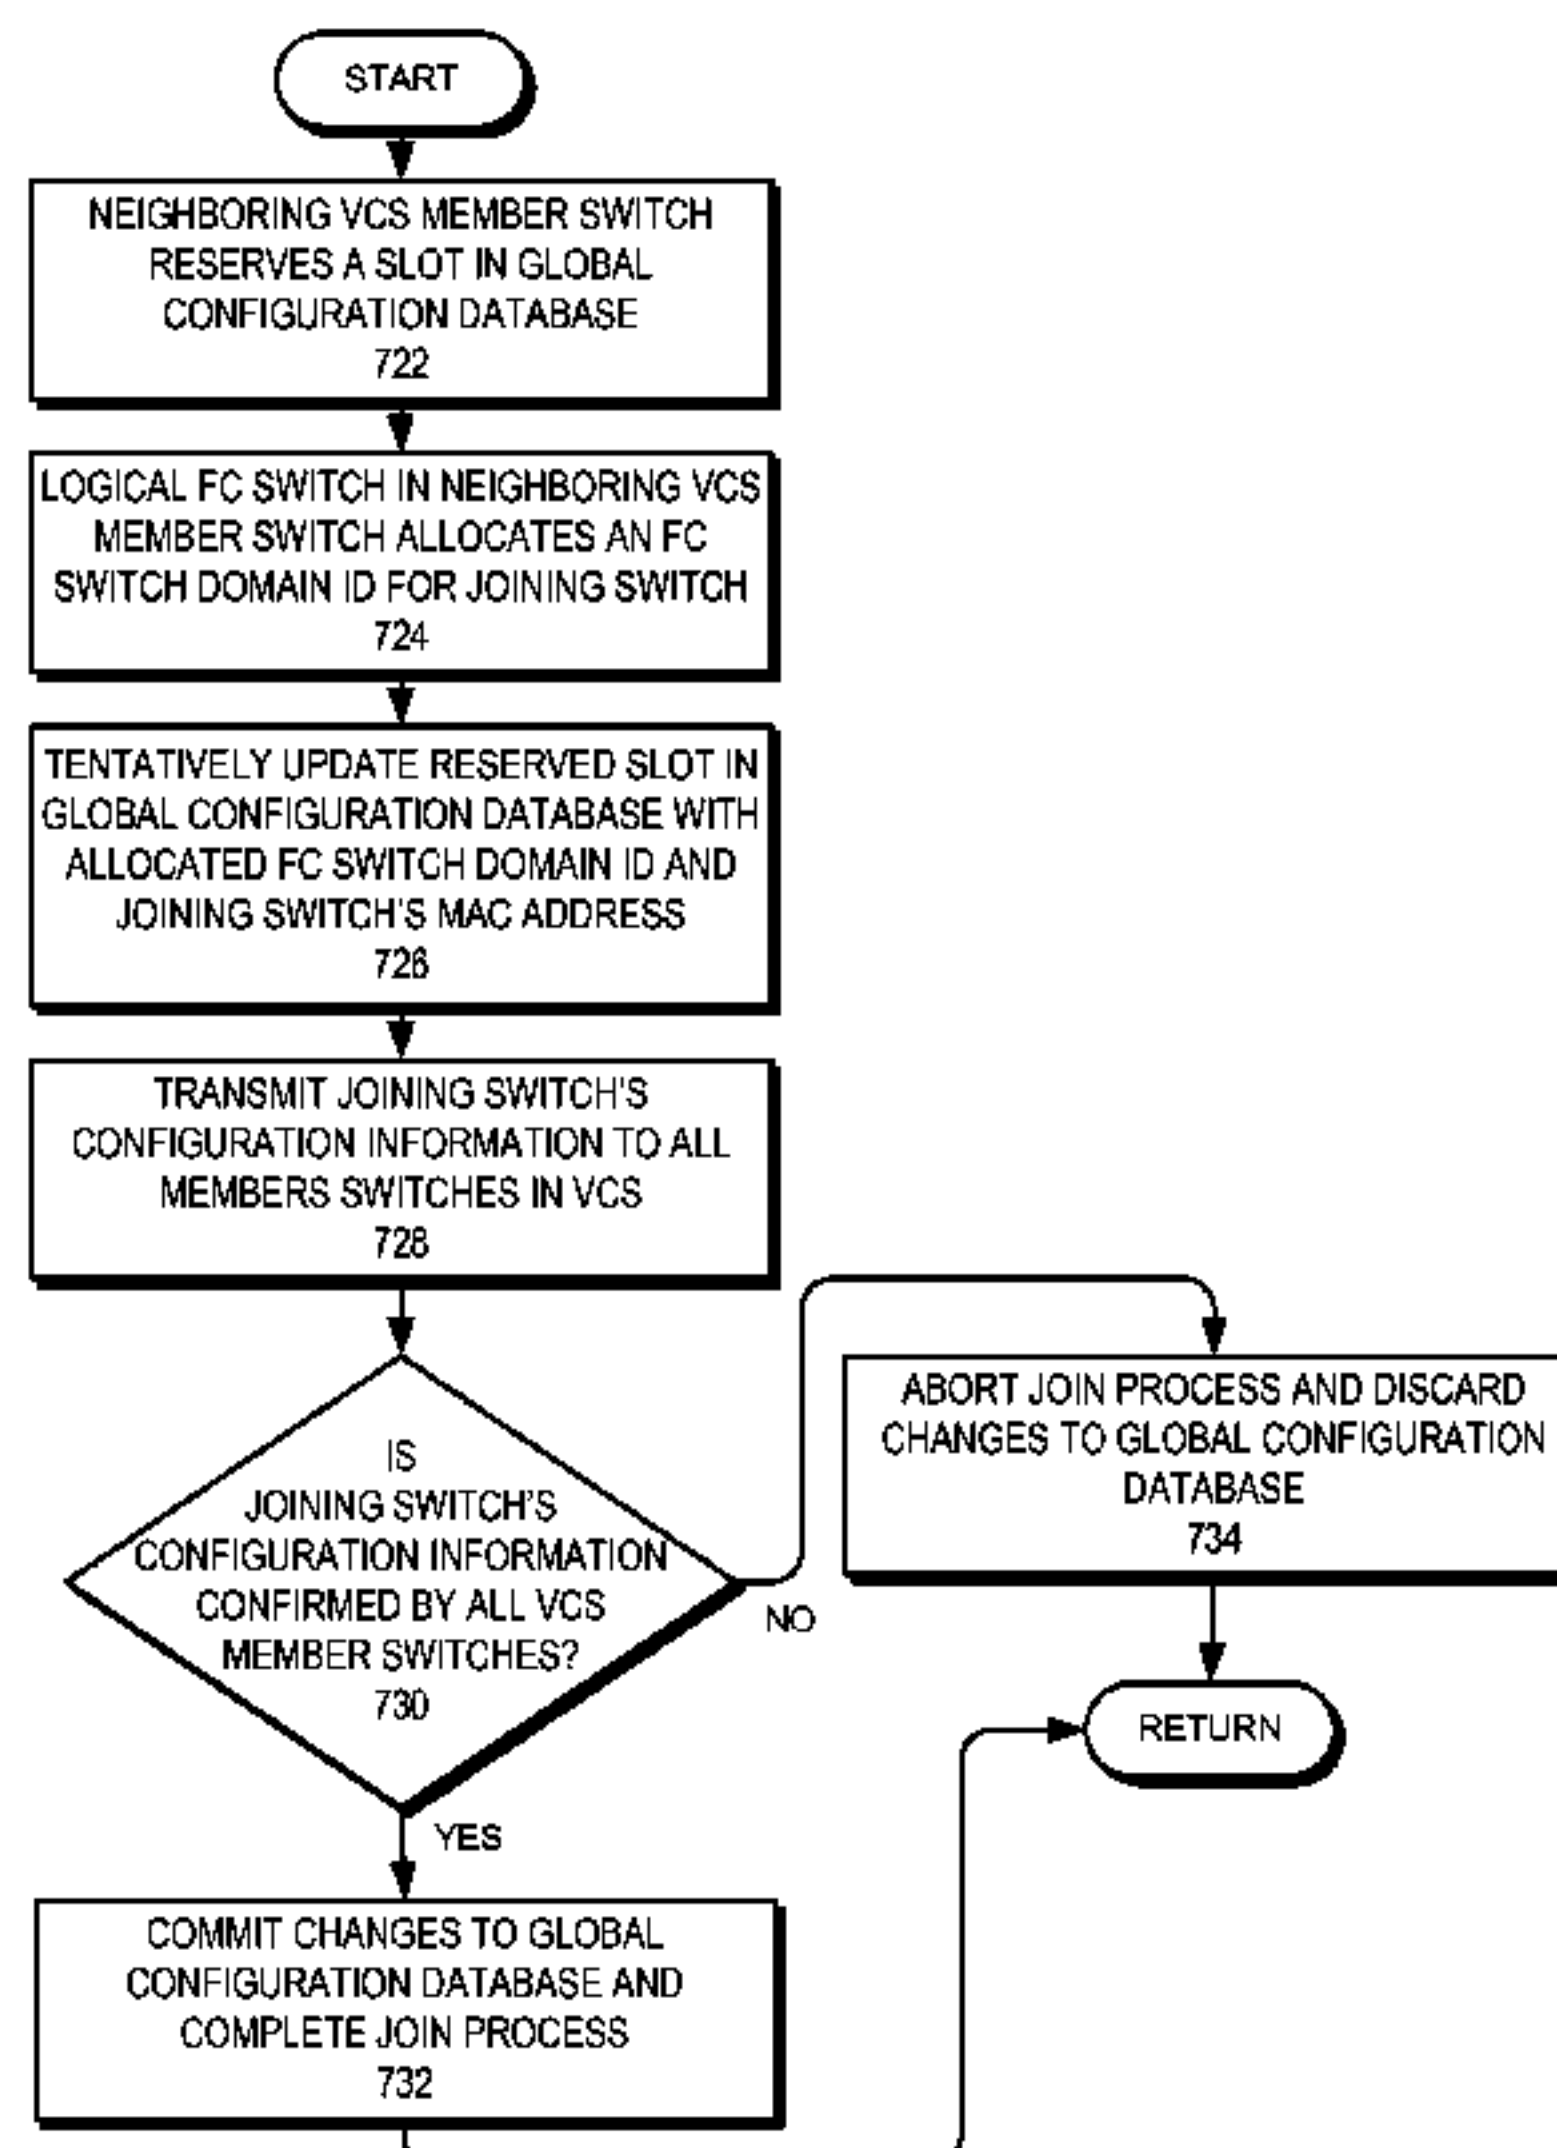 START
NEIGHBORING VCS MEMBER SWITCH
RESERVES A SLOT IN GLOBAL
CONFIGURATION DATABASE
722
LOGICAL FC SWITCH IN NEIGHBORING VCS
MEMBER SWITCH ALLOCATES AN FC
SWITCH DOMAIN ID FOR JOINING SWITCH
724
TENTATIVELY UPDATE RESERVED SLOT IN
GLOBAL CONFIGURATION DATABASE WITH
ALLOCATED FC SWITCH DOMAIN ID AND
JOINING SWITCH'S MAC ADDRESS
726
TRANSMIT JOINING SWITCH'S
CONFIGURATION INFORMATION TO ALL
MEMBERS SWITCHES IN VCS
728
IS
JOINING SWITCH'S
CONFIGURATION INFORMATION
CONFIRMED BY ALL VCS
MEMBER SWITCHES?
730
NO
ABORT JOIN PROCESS AND DISCARD
CHANGES TO GLOBAL CONFIGURATION
DATABASE
734
RETURN
YES
COMMIT CHANGES TO GLOBAL
CONFIGURATION DATABASE AND
COMPLETE JOIN PROCESS
732